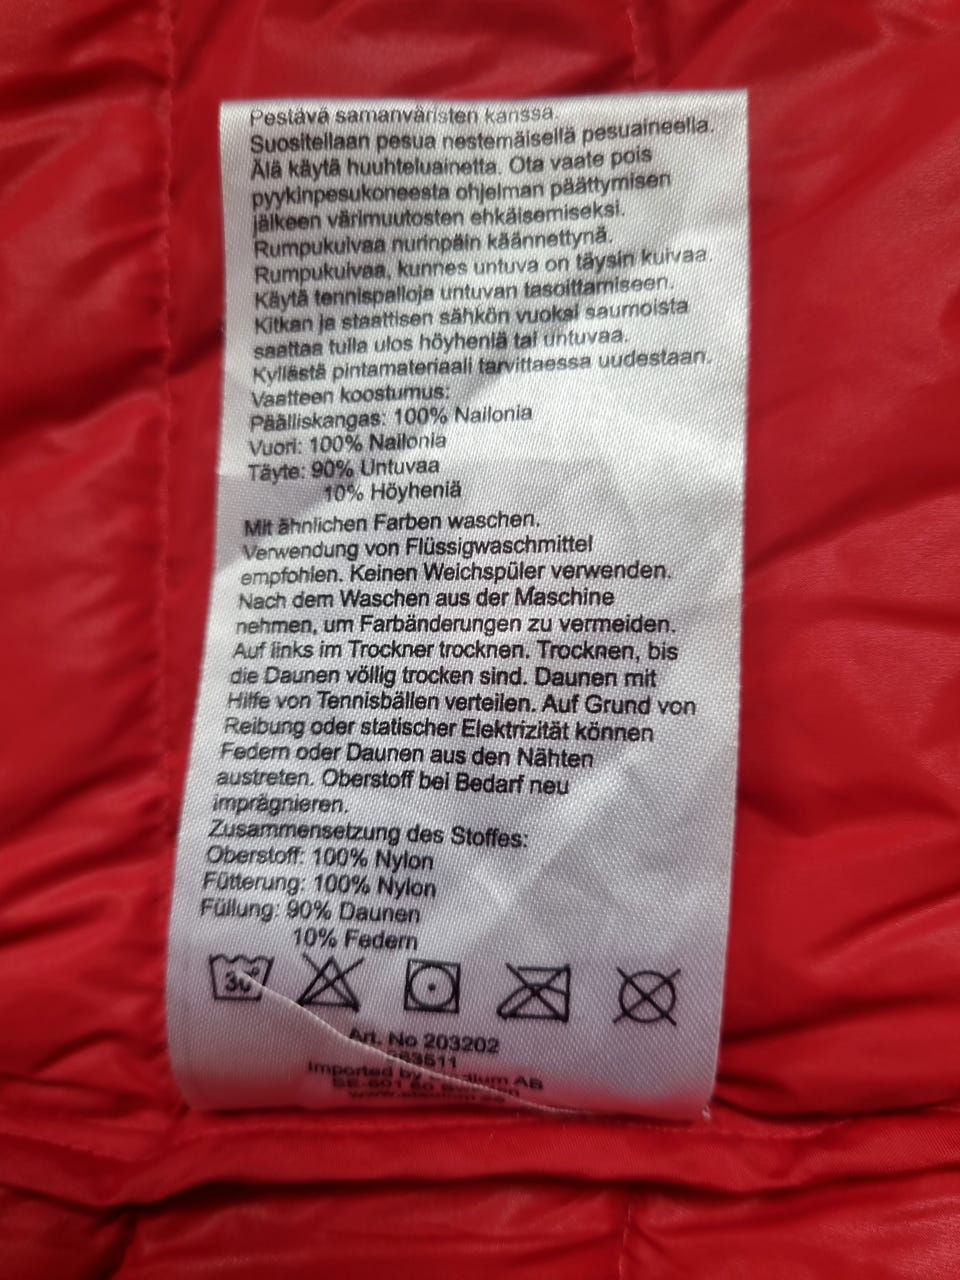 Pestävä samanväristen kanssa.
Suositellaan pesua nestemäisellä pesuaineella.
Älä käytä huuhteluainetta. Ota vaate pois
pyykinpesukoneesta ohjelman päättymisen
jälkeen värimuutosten ehkäisemiseksi.
Rumpukuivaa nurinpäin käännettynä.
Rumpukuivaa, kunnes untuva on täysin kuivaa.
Käytä tennispalloja untuvan tasoittamiseen.
Kitkan ja staattisen sähkön vuoksi saumoista
saattaa tulla ulos höyheniä tai untuvaa.
Kyllästä pintamateriaali tarvittaessa uudestaan.
Vaatteen koostumus:
Päälliskangas: 100% Nailonia
Vuori: 100% Nailonia
Täyte: 90% Untuvaa
10% Höyheniä
Mit ähnlichen Farben waschen.
Verwendung von Flüssigwaschmittel
empfohlen. Keinen Weichspüler verwenden.
Nach dem Waschen aus der Maschine
nehmen, um Farbänderungen zu vermeiden.
Auf links im Trockner trocknen. Trocknen, bis
die Daunen völlig trocken sind. Daunen mit
Hilfe von Tennisbällen verteilen. Auf Grund von
Reibung oder statischer Elektrizität können
Federn oder Daunen aus den Nähten
austreten. Oberstoff bei Bedarf neu
imprägnieren.
Zusammensetzung des Stoffes:
Oberstoff: 100% Nylon
Fütterung: 100% Nylon
Füllung: 90% Daunen
10% Federn
30°
Art. No 203202
Imported by AB
SE-601